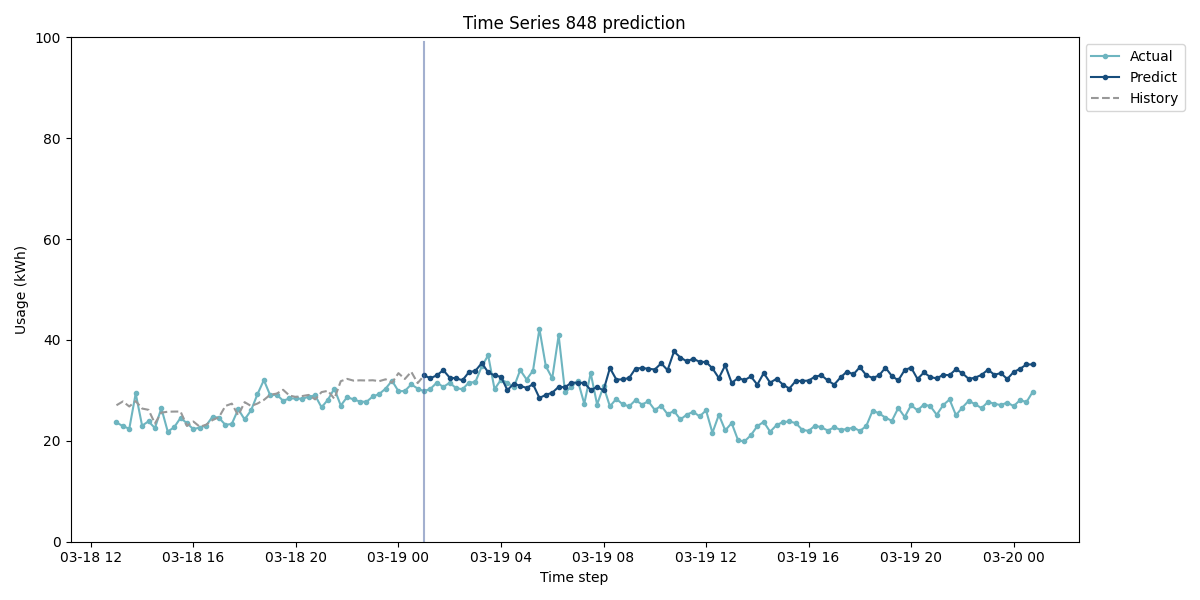 Time Series 848 prediction
Usage (kWh)
100
80
60
40
20
0
03-18 12
03-18 16
03-18 20
03-19 00
03-19 04
03-19 08
03-19 12
03-19 16
03-19 20
03-20 00
Time step
Actual
Predict
History